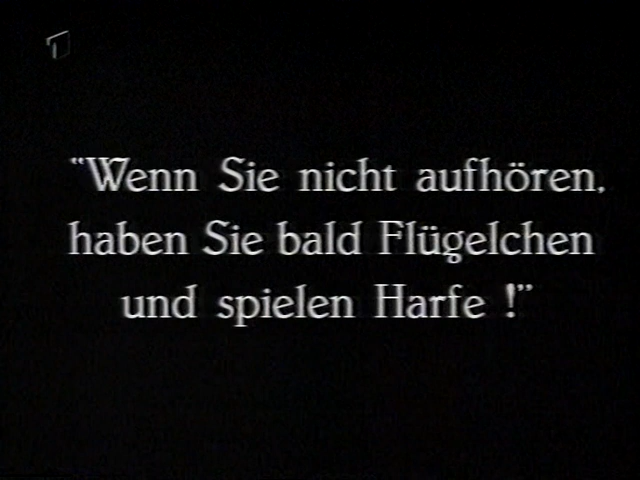 "Wenn Sie nicht aufhören,
haben Sie bald Flügelchen
und spielen Harfe !"